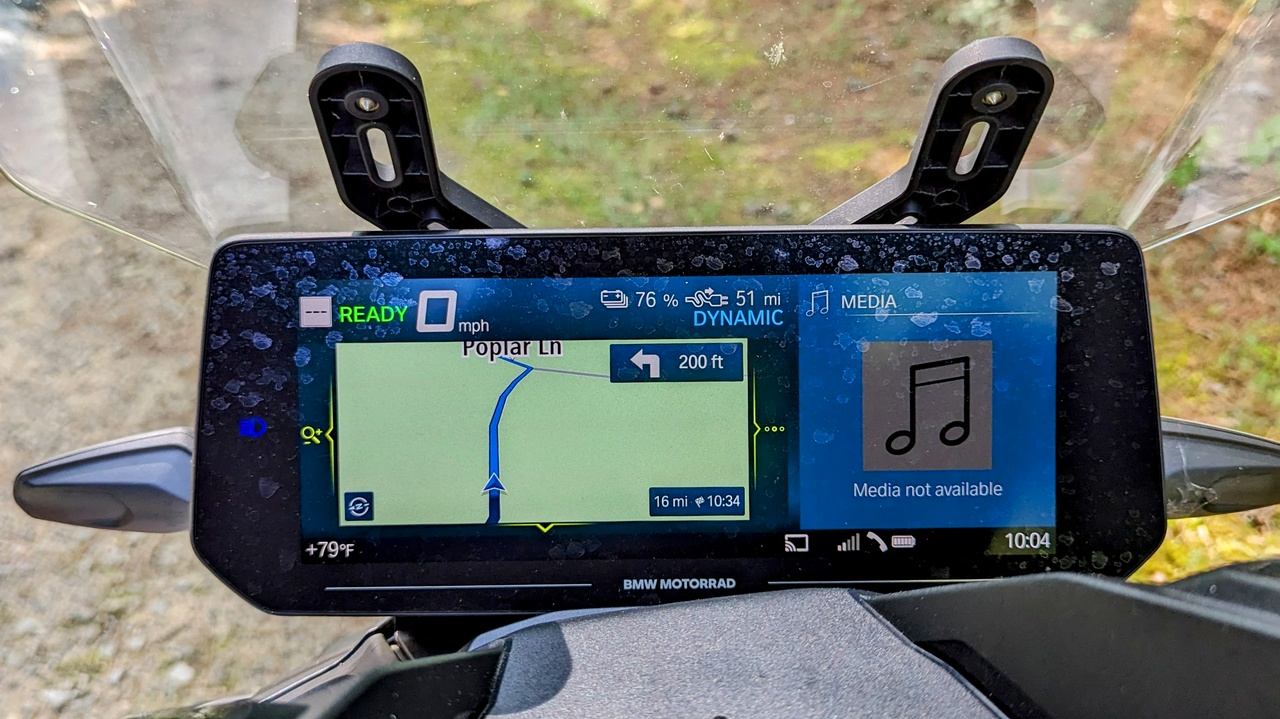 ---
READY 0 mph
76 % 51 mi
DYNAMIC
MEDIA
Poplar Ln
200 ft
16 mi 10:34
Media not available
+79°F
10:04
BMW MOTORRAD